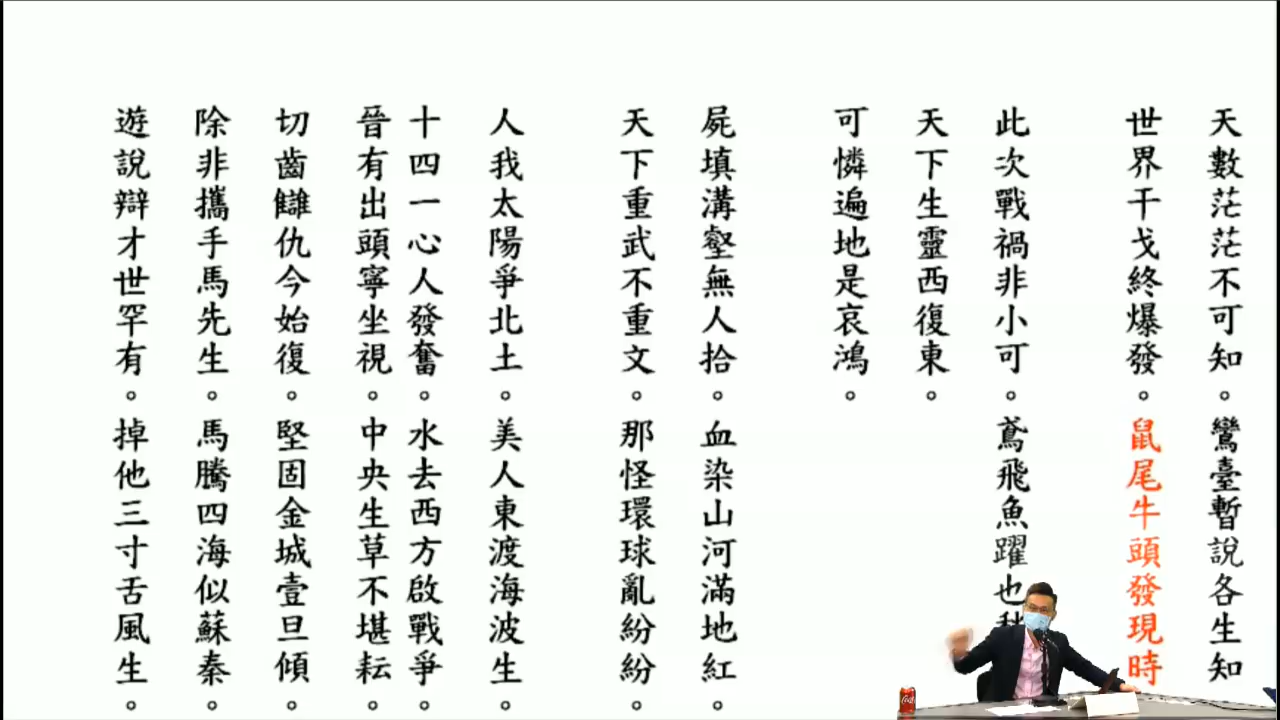 天數茫茫不可知。鸞臺暫說各生知
世界干戈終爆發。鼠尾牛頭發現時
此次戰禍非小可。鳶飛魚躍也
天下生靈西復東。
可憐遍地是哀鴻。
屍填溝壑無人拾。血染山河滿地紅。
天下重武不重文。那怪環球亂紛紛。
人我太陽爭北土。美人東渡海波生。
十四一心人發奮。水去西方啟戰爭。
晉有出頭寧坐視。中央生草不堪耘。
切齒讎仇今始復。堅固金城壹旦傾。
除非攜手馬先生。馬騰四海似蘇秦。
遊說辯才世罕有。掉他三寸舌風生。